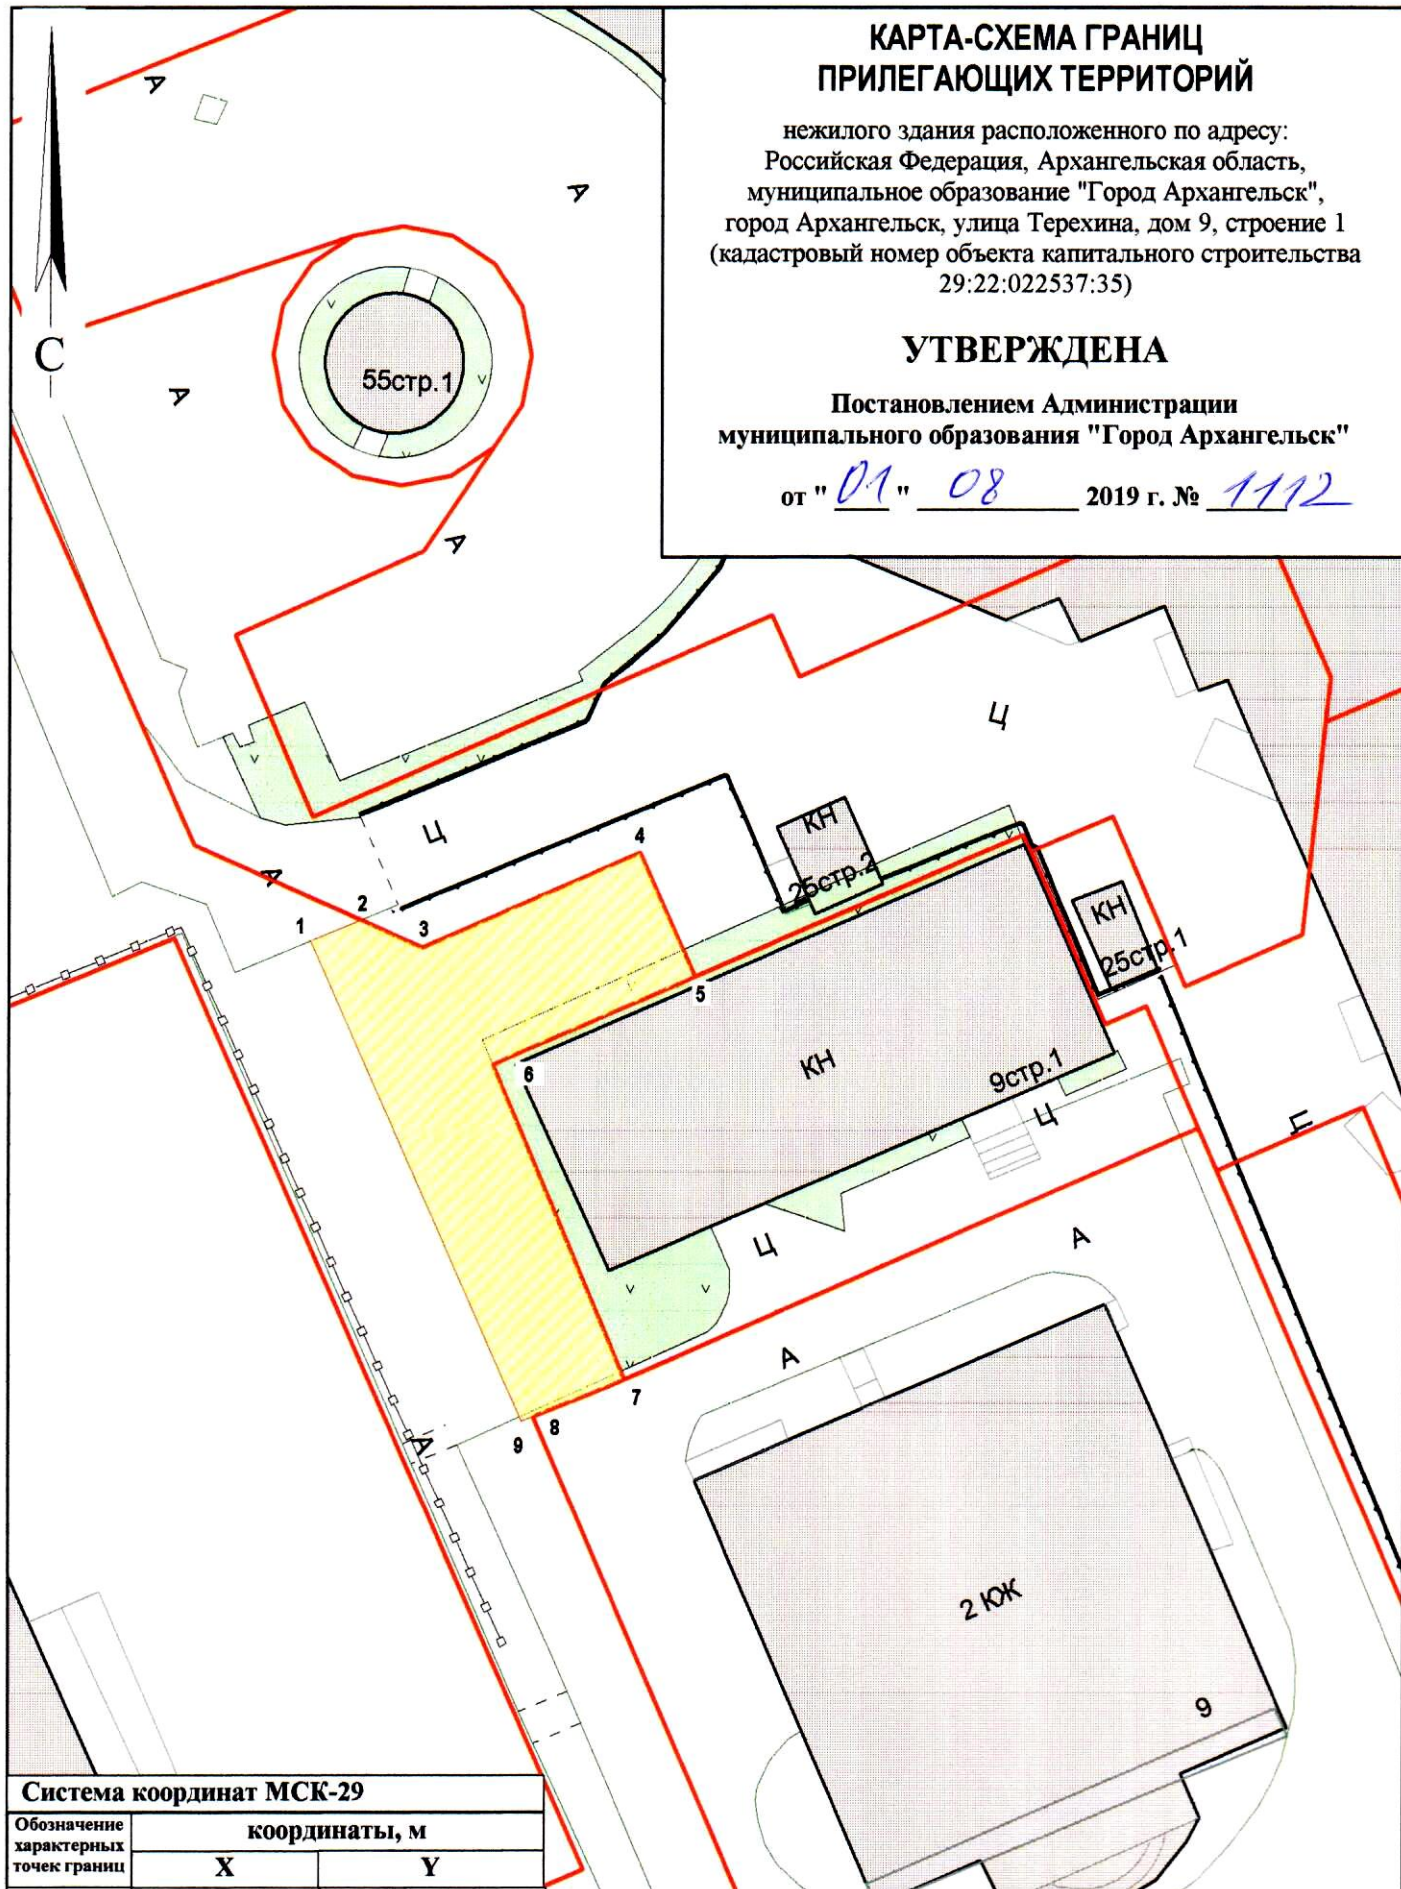 КАРТА-СХЕМА ГРАНИЦ
ПРИЛЕГАЮЩИХ ТЕРРИТОРИЙ
нежилого здания расположенного по адресу:
Российская Федерация, Архангельская область,
муниципальное образование "Город Архангельск",
город Архангельск, улица Терехина, дом 9, строение 1
(кадастровый номер объекта капитального строительства
29:22:022537:35)
УТВЕРЖДЕНА
Постановлением Администрации
муниципального образования "Город Архангельск"
от "01" 08 2019 г. № 1112
С
А
А
А
55стр.1
А
Ц
Ц
4
КН
25стр.2
А
2
1
3
КН
25стр.1
5
КН
6
9стр.1
Ц
Ц
Ц
А
А
7
8
9
А
2 КЖ
9
Система координат МСК-29
Обозначение
характерных
точек границ
координаты, м
X
Y